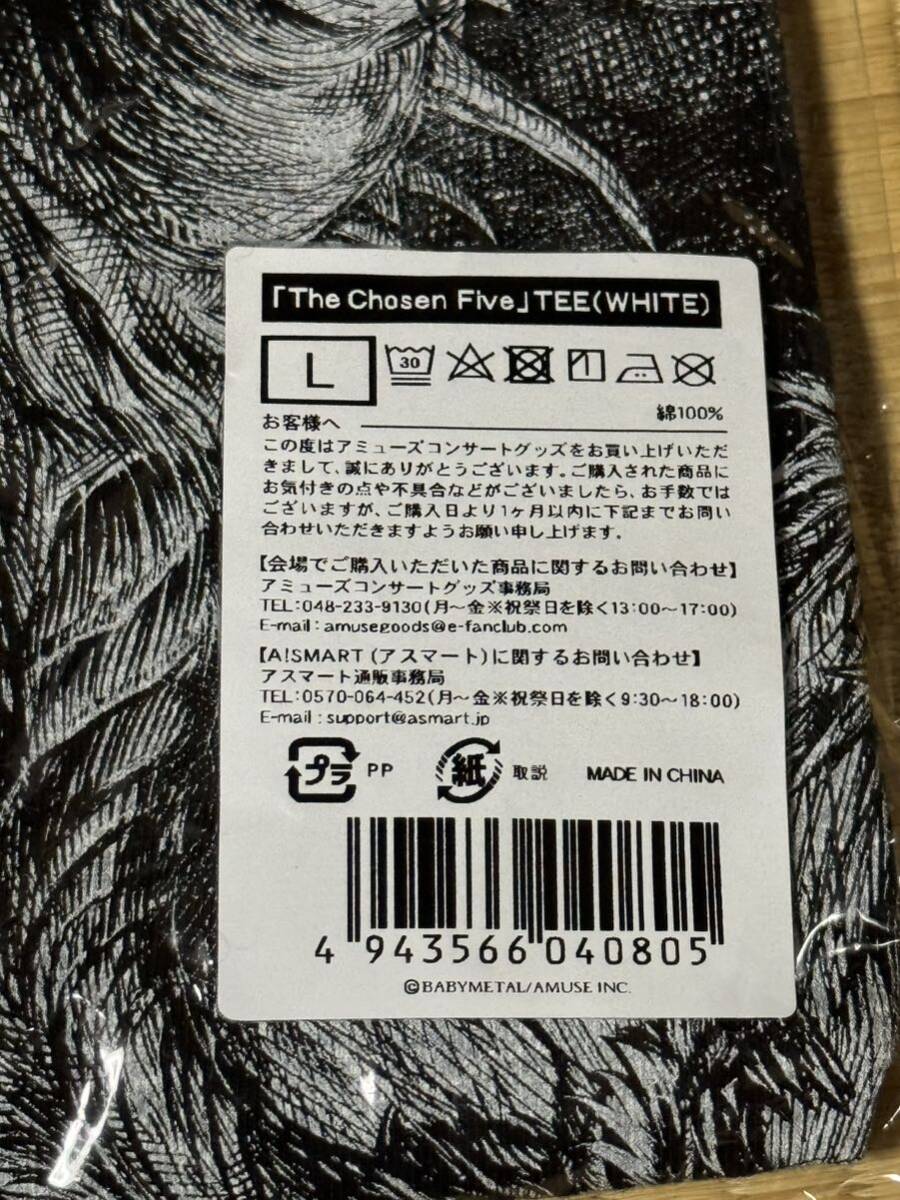 「The Chosen Five」TEE(WHITE)
L
30
綿100%
お客様へ
この度はアミューズコンサートグッズをお買い上げいただ
きまして、誠にありがとうございます。ご購入された商品に
お気付きの点や不具合などがございましたら、お手数では
ございますが、ご購入日より1ヶ月以内に下記までお問い
合わせいただきますようお願い申し上げます。
【会場でご購入いただいた商品に関するお問い合わせ】
アミューズコンサートグッズ事務局
TEL:048-233-9130(月～金※祝祭日を除く13:00～17:00)
E-mail:amusegoods@e-fanclub.com
【A!SMART(アスマート)に関するお問い合わせ】
アスマート通販事務局
TEL:0570-064-452(月～金※祝祭日を除く9:30～18:00)
E-mail:support@asmart.jp
プラ PP 紙 取説 MADE IN CHINA
4 943566 040805
©BABYMETAL/AMUSE INC.